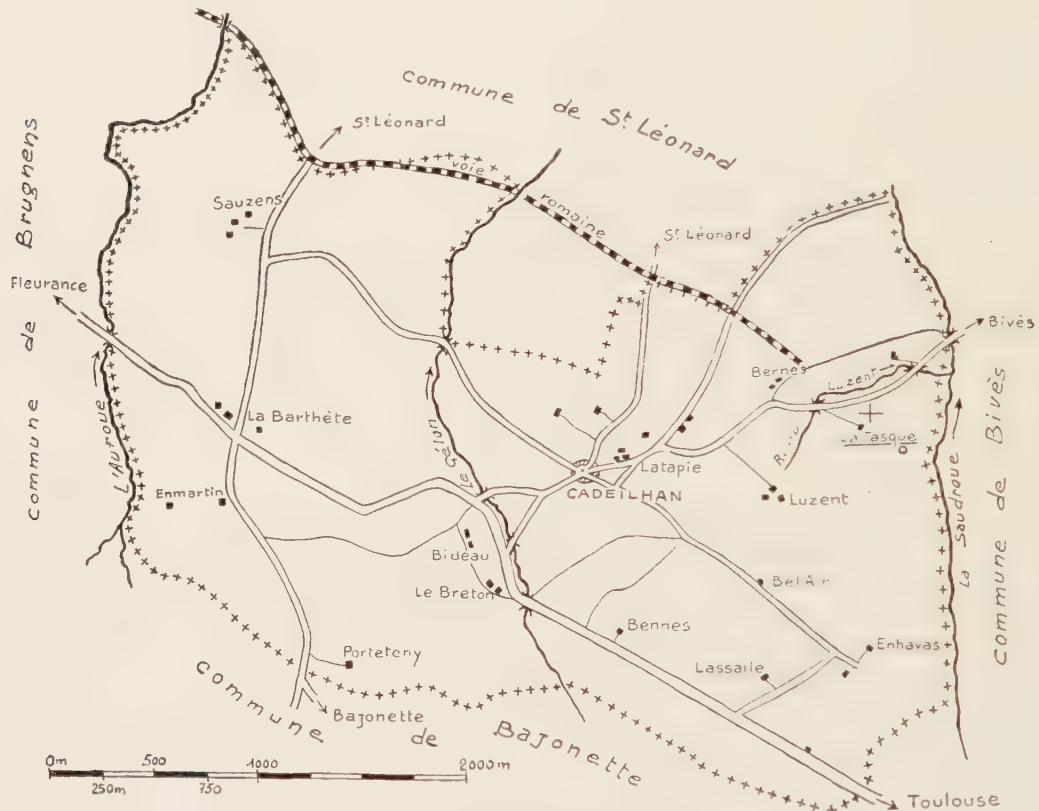 Commune de St Léonard
St Léonard
voie romaine
Commune de Brugnens
Sauzens
St Léonard
Fleurance
Bivès
Bernes
Luzent
L'Auroue
La Barthète
Le Gélon
Latapie
CADEILHAN
La Tasque
Luzent
Enmartin
La Saudroue
Commune de Bivès
Bideau
Bel Air
Le Breton
Bennes
Enhavas
Porteteny
Lassalle
Bajonette
Commune de Bajonette
0m 500 1000 2000m
250m 750
Toulouse